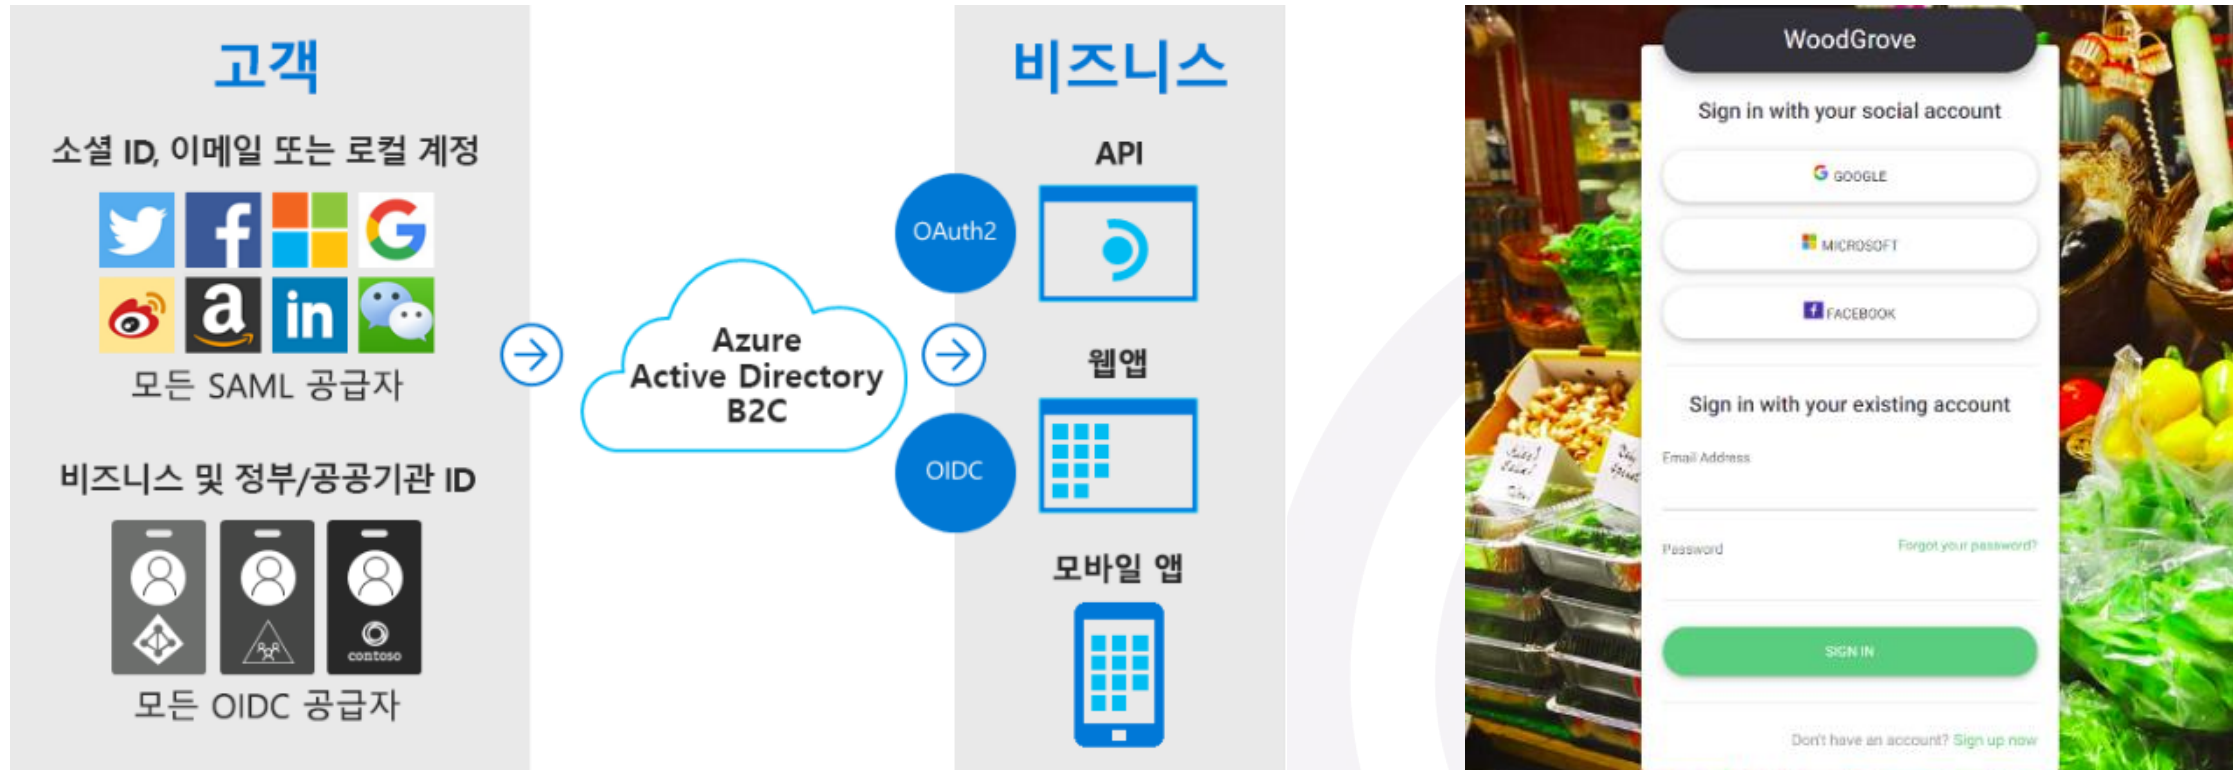 고객
소셜 ID, 이메일 또는 로컬 계정
모든 SAML 공급자
비즈니스 및 정부/공공기관 ID
contoso
모든 OIDC 공급자
Azure
Active Directory
B2C
비즈니스
OAuth2
API
웹앱
OIDC
모바일 앱
WoodGrove
Sign in with your social account
GOOGLE
MICROSOFT
FACEBOOK
Sign in with your existing account
Email Address
Password
Forgot your password?
SIGN IN
Don't have an account? Sign up now